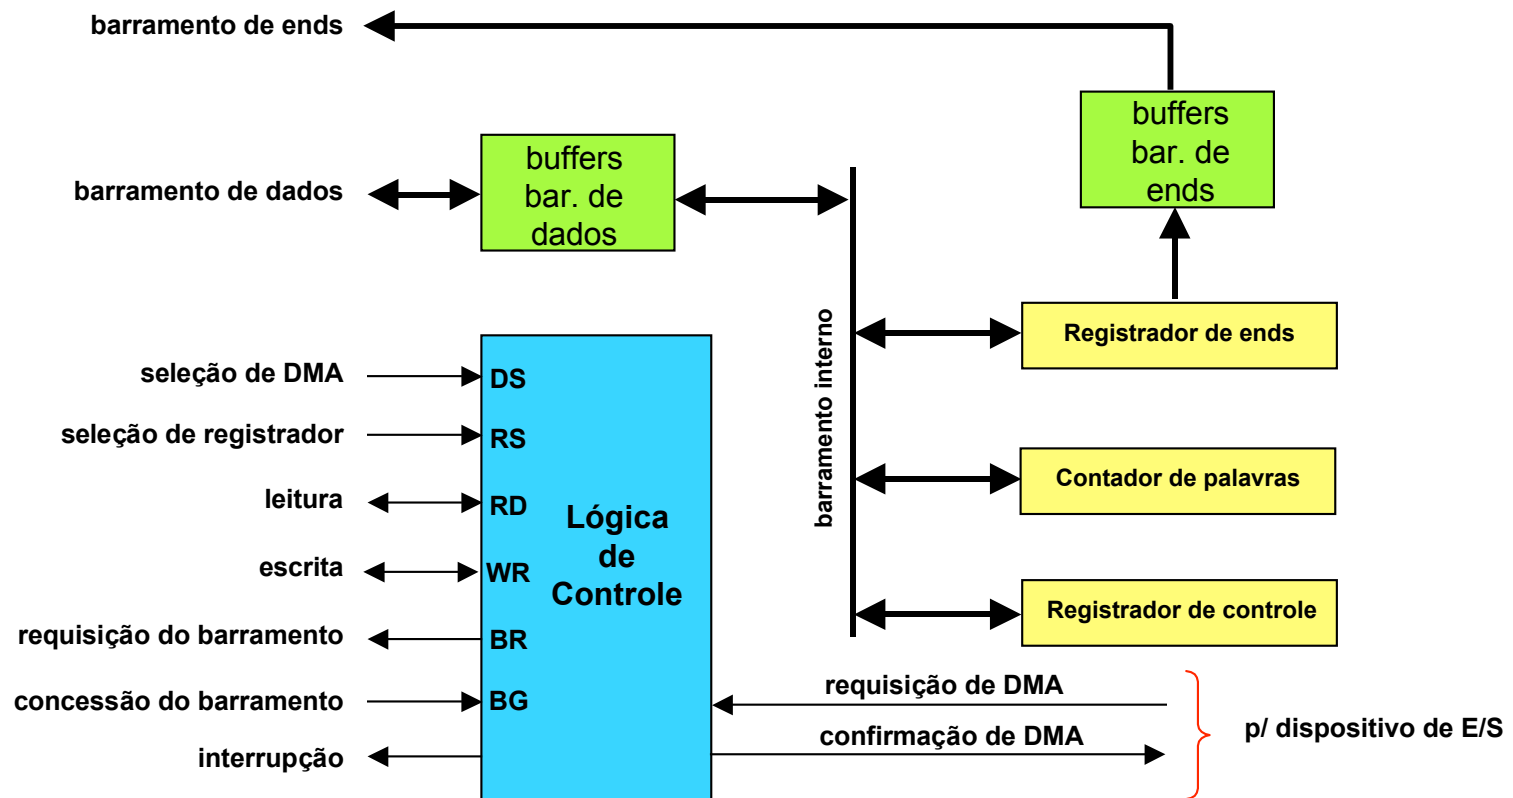 barramento de ends
buffers
bar. de
ends
barramento de dados
buffers
bar. de
dados
barramento interno
Registrador de ends
Contador de palavras
Registrador de controle
seleção de DMA
DS
seleção de registrador
RS
leitura
RD
escrita
WR
requisição do barramento
BR
concessão do barramento
BG
interrupção
Lógica
de
Controle
requisição de DMA
confirmação de DMA
p/ dispositivo de E/S